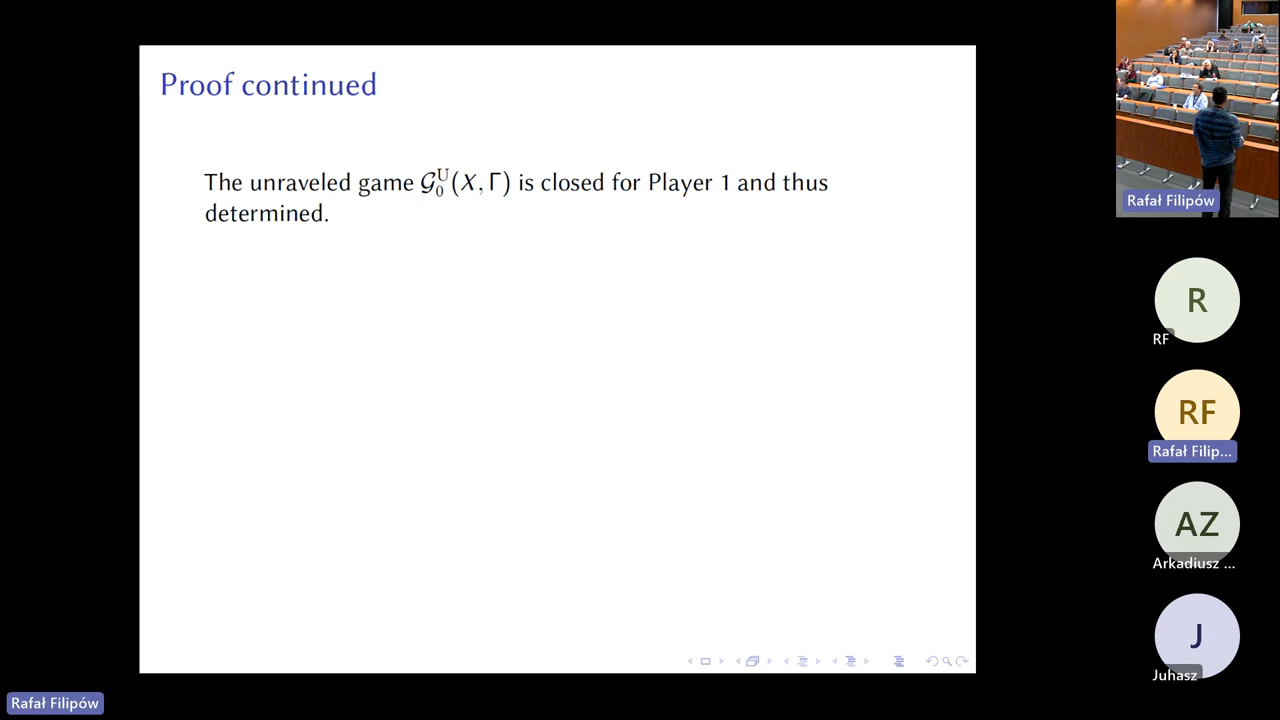 Proof continued
The unraveled game 𝒢₀ᵁ(X, Γ) is closed for Player 1 and thus
determined.
Rafał Filipów
R
RF
RF
Rafał Filip...
AZ
Arkadiusz ...
J
Juhasz
Rafał Filipów